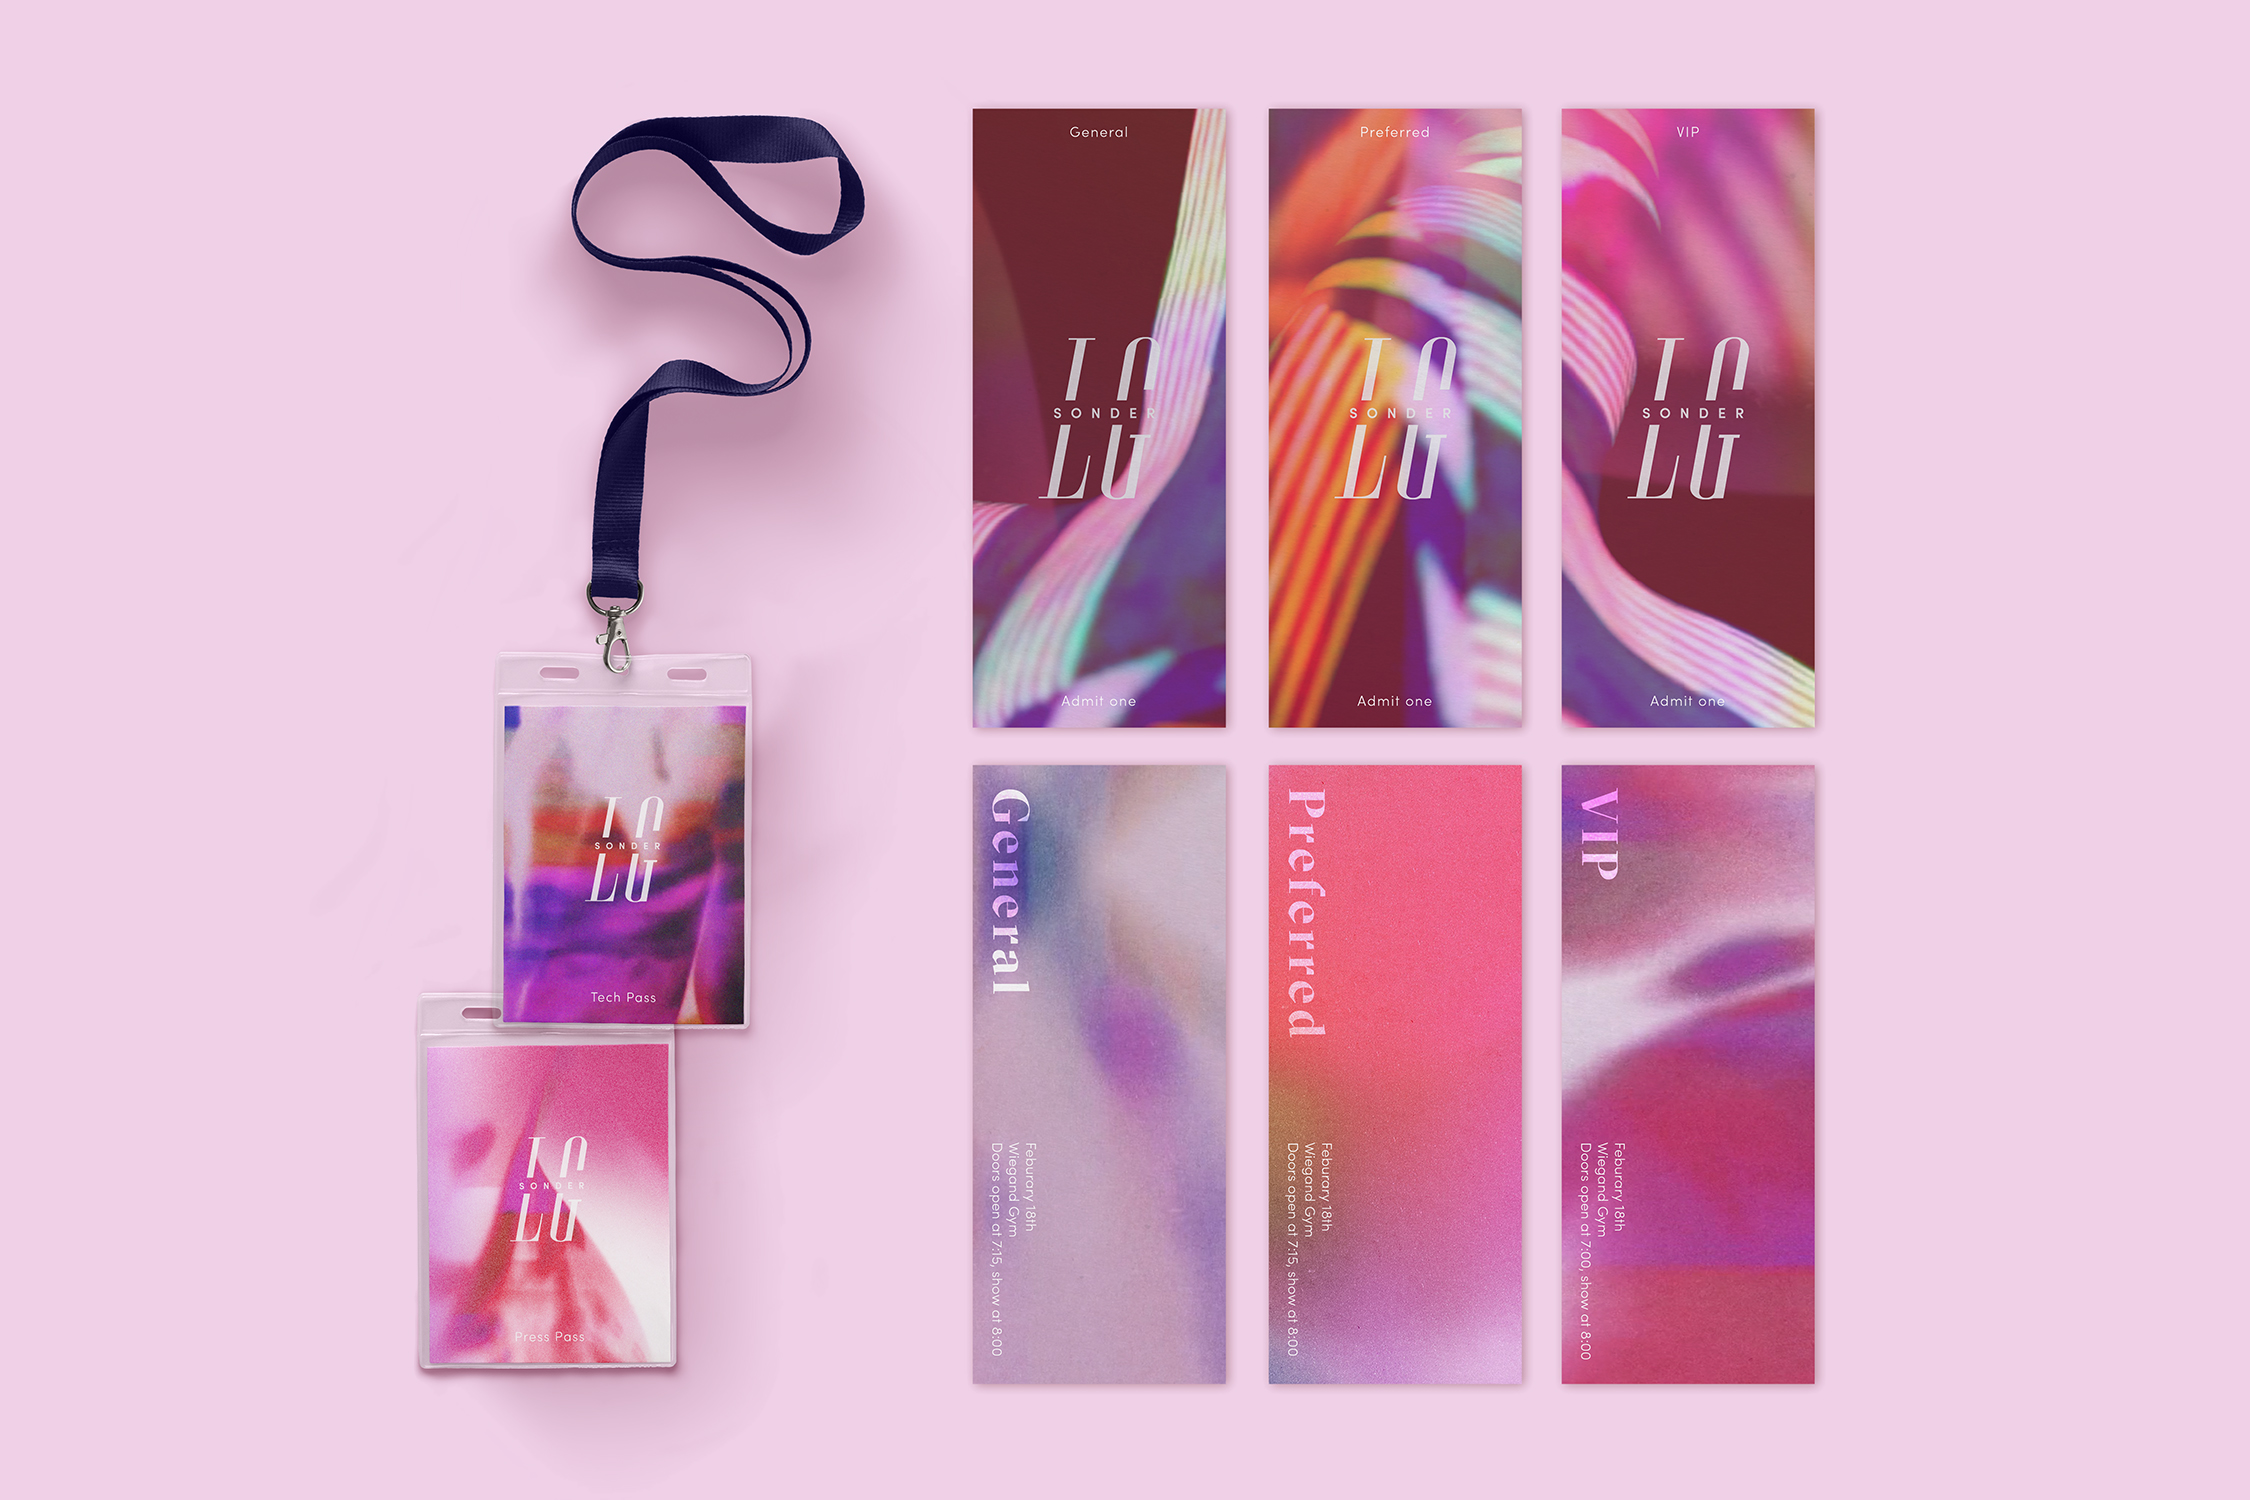 General
SONDER
Admit one
Preferred
SONDER
Admit one
VIP
SONDER
Admit one
SONDER
Tech Pass
SONDER
Press Pass
General
Feburary 18th
Wiegand Gym
Doors open at 7:15, show at 8:00
Preferred
Feburary 18th
Wiegand Gym
Doors open at 7:15, show at 8:00
VIP
Feburary 18th
Wiegand Gym
Doors open at 7:00, show at 8:00